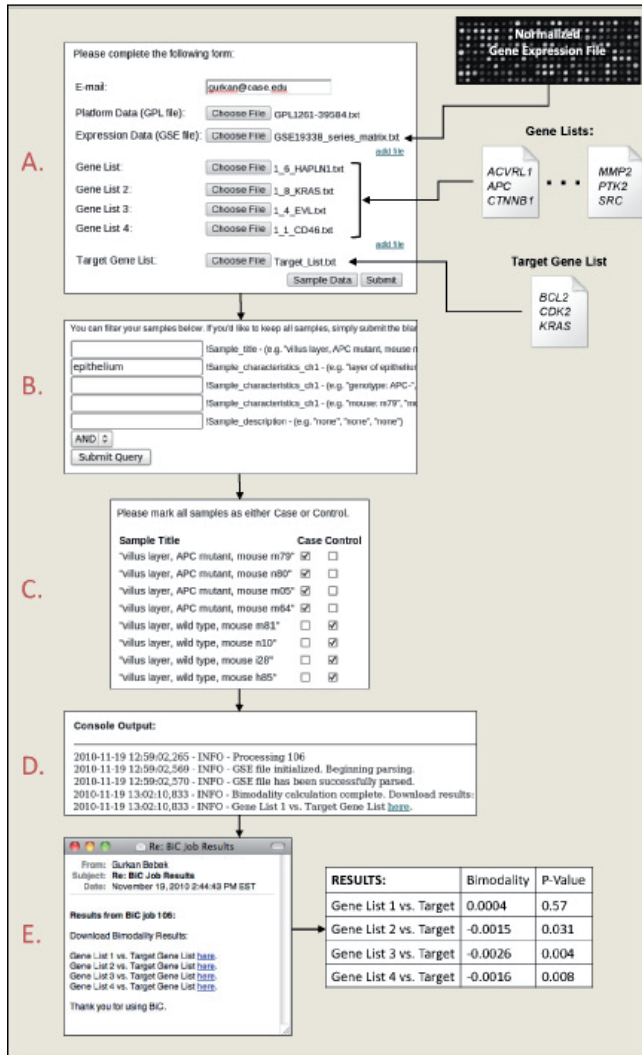 Please complete the following form:
E-mail: gurkan@case.edu
Platform Data (GPL file): Choose File GPL1261-39584.txt
Expression Data (GSE file): Choose File GSE19338_series_matrix.txt
add file
Gene List: Choose File 1_6_HAPLN1.txt
Gene List 2: Choose File 1_8_KRAS.txt
Gene List 3: Choose File 1_4_EVL.txt
Gene List 4: Choose File 1_1_CD46.txt
add file
Target Gene List: Choose File Target_List.txt
Sample Data Submit
A.
Normalized
Gene Expression File
Gene Lists:
ACVRL1
APC
CTNNB1
• • •
MMP2
PTK2
SRC
Target Gene List
BCL2
CDK2
KRAS
B.
You can filter your samples below. If you'd like to keep all samples, simply submit the blar
!Sample_title - (e.g. "villus layer, APC mutant, mouse n
epithelium !Sample_characteristics_ch1 - (e.g. "layer of epitheliun
!Sample_characteristics_ch1 - (e.g. "genotype: APC-",
!Sample_characteristics_ch1 - (e.g. "mouse: m79", "mo
!Sample_description - (e.g. "none", "none", "none")
AND
Submit Query
C.
Please mark all samples as either Case or Control.
Sample Title Case Control
"villus layer, APC mutant, mouse m79"
"villus layer, APC mutant, mouse n80"
"villus layer, APC mutant, mouse m05"
"villus layer, APC mutant, mouse m64"
"villus layer, wild type, mouse m81"
"villus layer, wild type, mouse n10"
"villus layer, wild type, mouse i28"
"villus layer, wild type, mouse h85"
D.
Console Output:
2010-11-19 12:59:02,265 - INFO - Processing 106
2010-11-19 12:59:02,569 - INFO - GSE file initialized. Beginning parsing.
2010-11-19 12:59:02,570 - INFO - GSE file has been successfully parsed.
2010-11-19 13:02:10,833 - INFO - Bimodality calculation complete. Download results:
2010-11-19 13:02:10,833 - INFO - Gene List 1 vs. Target Gene List here.
E.
Re: BiC Job Results
From: Gurkan Bebek
Subject: Re: BiC Job Results
Date: November 19, 2010 2:44:43 PM EST
Results from BiC job 106:
Download Bimodality Results:
Gene List 1 vs. Target Gene List here.
Gene List 2 vs. Target Gene List here.
Gene List 3 vs. Target Gene List here.
Gene List 4 vs. Target Gene List here.
Thank you for using BiC.
RESULTS: Bimodality P-Value
Gene List 1 vs. Target 0.0004 0.57
Gene List 2 vs. Target -0.0015 0.031
Gene List 3 vs. Target -0.0026 0.004
Gene List 4 vs. Target -0.0016 0.008